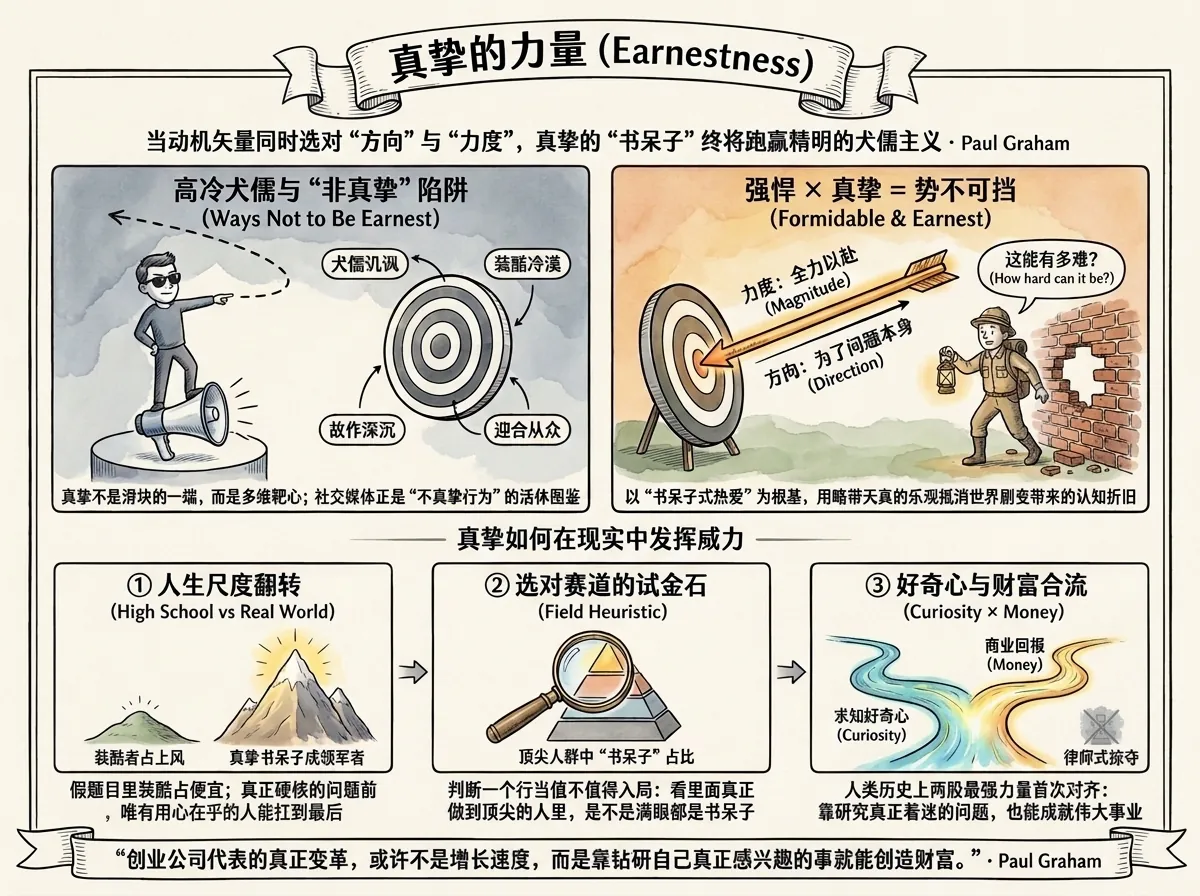 真挚的力量 (Earnestness)
当动机矢量同时选对“方向”与“力度”，真挚的“书呆子”终将跑赢精明的犬儒主义 · Paul Graham
高冷犬儒与“非真挚”陷阱
(Ways Not to Be Earnest)
犬儒讥讽
装酷冷漠
故作深沉
迎合从众
真挚不是滑块的一端，而是多维靶心；社交媒体正是“不真挚行为”的活体图鉴
强悍 × 真挚 = 势不可挡
(Formidable & Earnest)
力度：全力以赴
(Magnitude)
方向：为了问题本身
(Direction)
这能有多难？
(How hard can it be?)
以“书呆子式热爱”为根基，用略带天真的乐观抵消世界剧变带来的认知折旧
真挚如何在现实中发挥威力
① 人生尺度翻转
(High School vs Real World)
装酷者占上风
真挚书呆子成领军者
假题目里装酷占便宜；真正硬核的问题前
，唯有用心在乎的人能扛到最后
② 选对赛道的试金石
(Field Heuristic)
顶尖人群中“书呆子”占比
判断一个行当值不值得入局：看里面真正
做到顶尖的人里，是不是满眼都是书呆子
③ 好奇心与财富合流
(Curiosity × Money)
商业回报
(Money)
求知好奇心
(Curiosity)
掠夺
人类历史上两股最强力量首次对齐：
靠研究真正着迷的问题，也能成就伟大事业
“创业公司代表的真正变革，或许不是增长速度，而是靠钻研自己真正感兴趣的事就能创造财富。” · Paul Graham